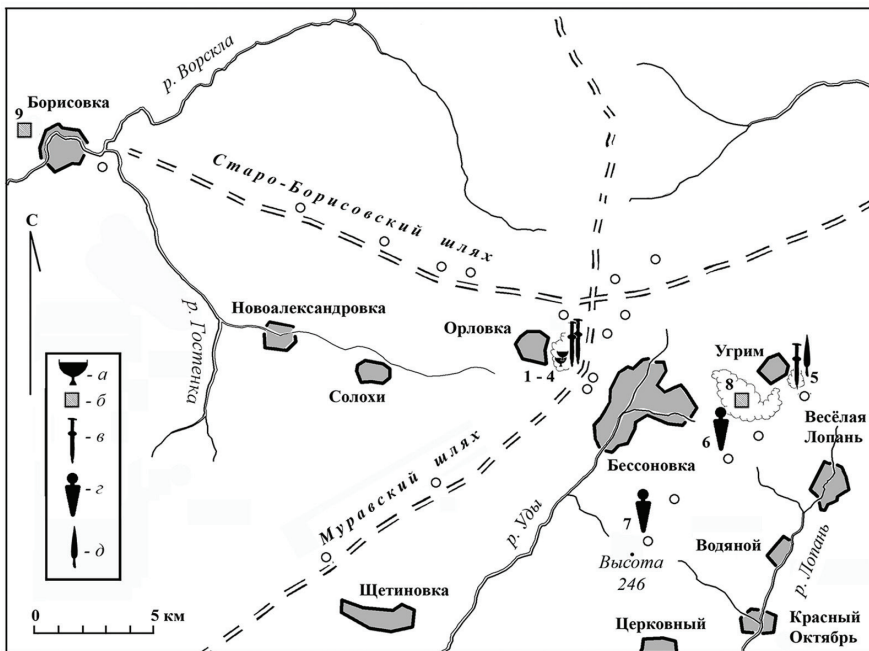 р. Ворскла
9
Борисовка
Старо-Борисовский шлях
С
Новоалександровка
Орловка
р. Гостенка
Солохи
1 - 4
Угрим
8
5
6
Весёлая
Лопань
Бессоновка
- а
- б
- в
- г
- д
Муравский шлях
р. Уды
7
Высота
246
Водяной
р. Лопань
0 5 км
Щетиновка
Церковный
Красный
Октябрь